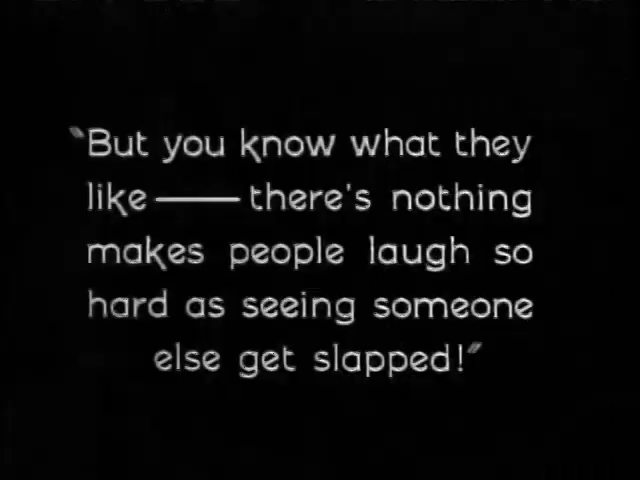 "But you know what they
like — there's nothing
makes people laugh so
hard as seeing someone
else get slapped!"